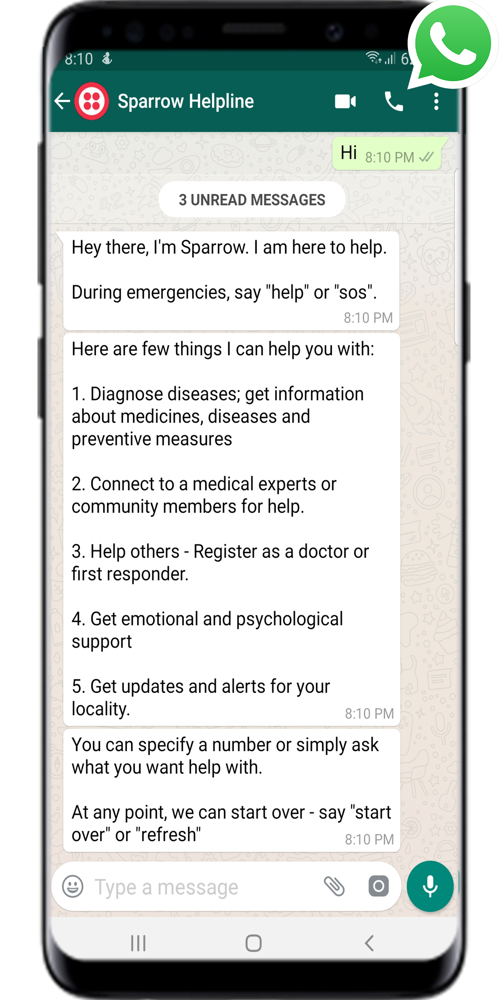 8:10
Sparrow Helpline
Hi 8:10 PM
3 UNREAD MESSAGES
Hey there, I'm Sparrow. I am here to help.
During emergencies, say "help" or "sos".
8:10 PM
Here are few things I can help you with:
1. Diagnose diseases; get information
about medicines, diseases and
preventive measures
2. Connect to a medical experts or
community members for help.
3. Help others - Register as a doctor or
first responder.
4. Get emotional and psychological
support
5. Get updates and alerts for your
locality.
8:10 PM
You can specify a number or simply ask
what you want help with.
At any point, we can start over - say "start
over" or "refresh"
8:10 PM
Type a message